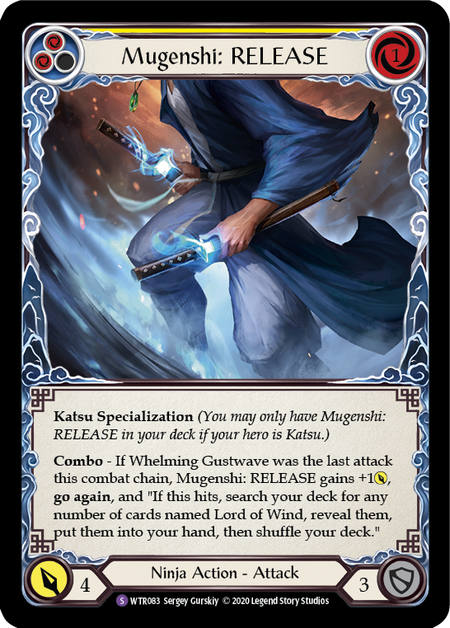 Mugenshi: RELEASE
1
Katsu Specialization (You may only have Mugenshi:
RELEASE in your deck if your hero is Katsu.)
Combo - If Whelming Gustwave was the last attack
this combat chain, Mugenshi: RELEASE gains +1,
go again, and "If this hits, search your deck for any
number of cards named Lord of Wind, reveal them,
put them into your hand, then shuffle your deck."
4
Ninja Action - Attack
3
S WTR083 Sergey Gurskiy © 2020 Legend Story Studios